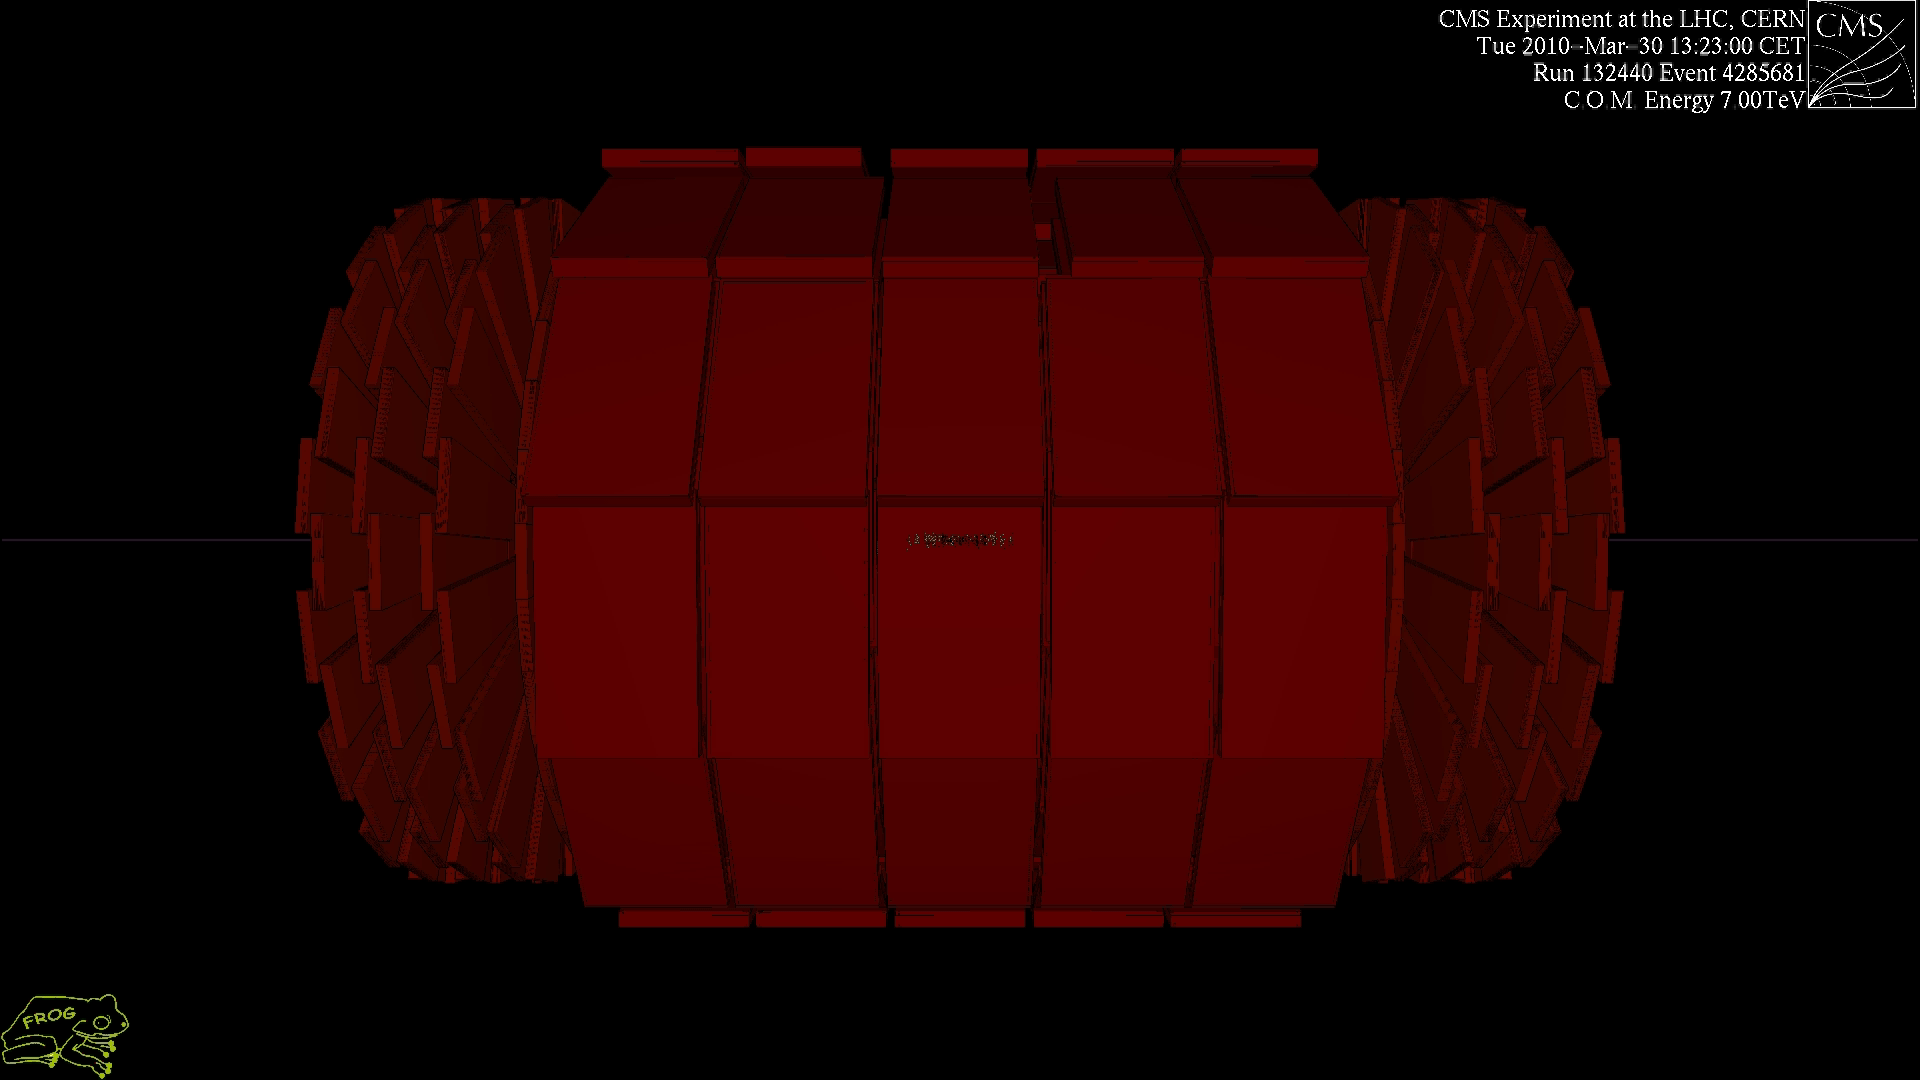 CMS Experiment at the LHC, CERN
Tue 2010-Mar-30 13:23:00 CET
Run 132440 Event 4285681
C.O.M. Energy 7.00TeV
CMS
FROG